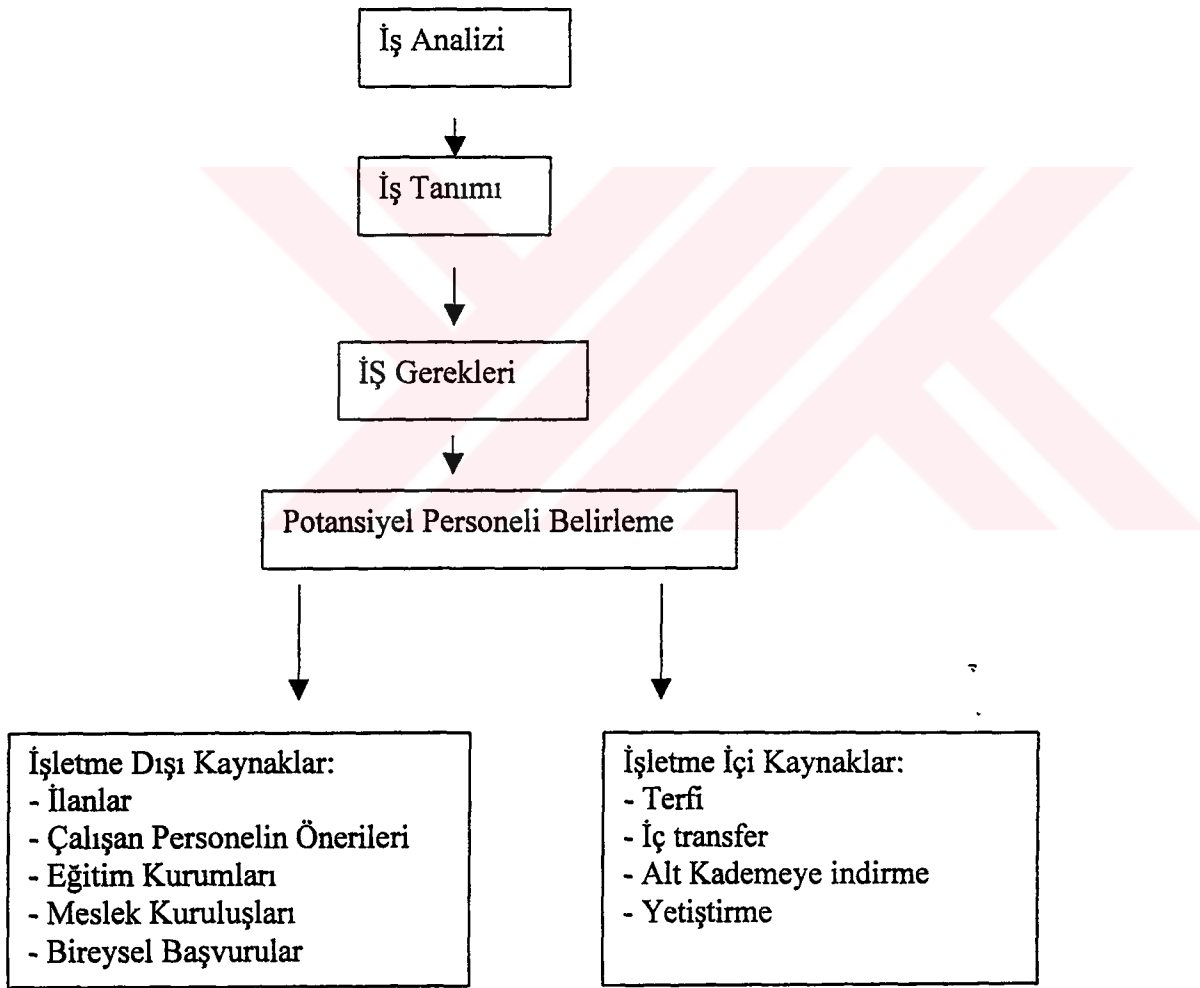 İş Analizi
İş Tanımı
İŞ Gerekleri
Potansiyel Personeli Belirleme
İşletme Dışı Kaynaklar:
- İlanlar
- Çalışan Personelin Önerileri
- Eğitim Kurumları
- Meslek Kuruluşları
- Bireysel Başvurular
İşletme İçi Kaynaklar:
- Terfi
- İç transfer
- Alt Kademeye indirme
- Yetiştirme